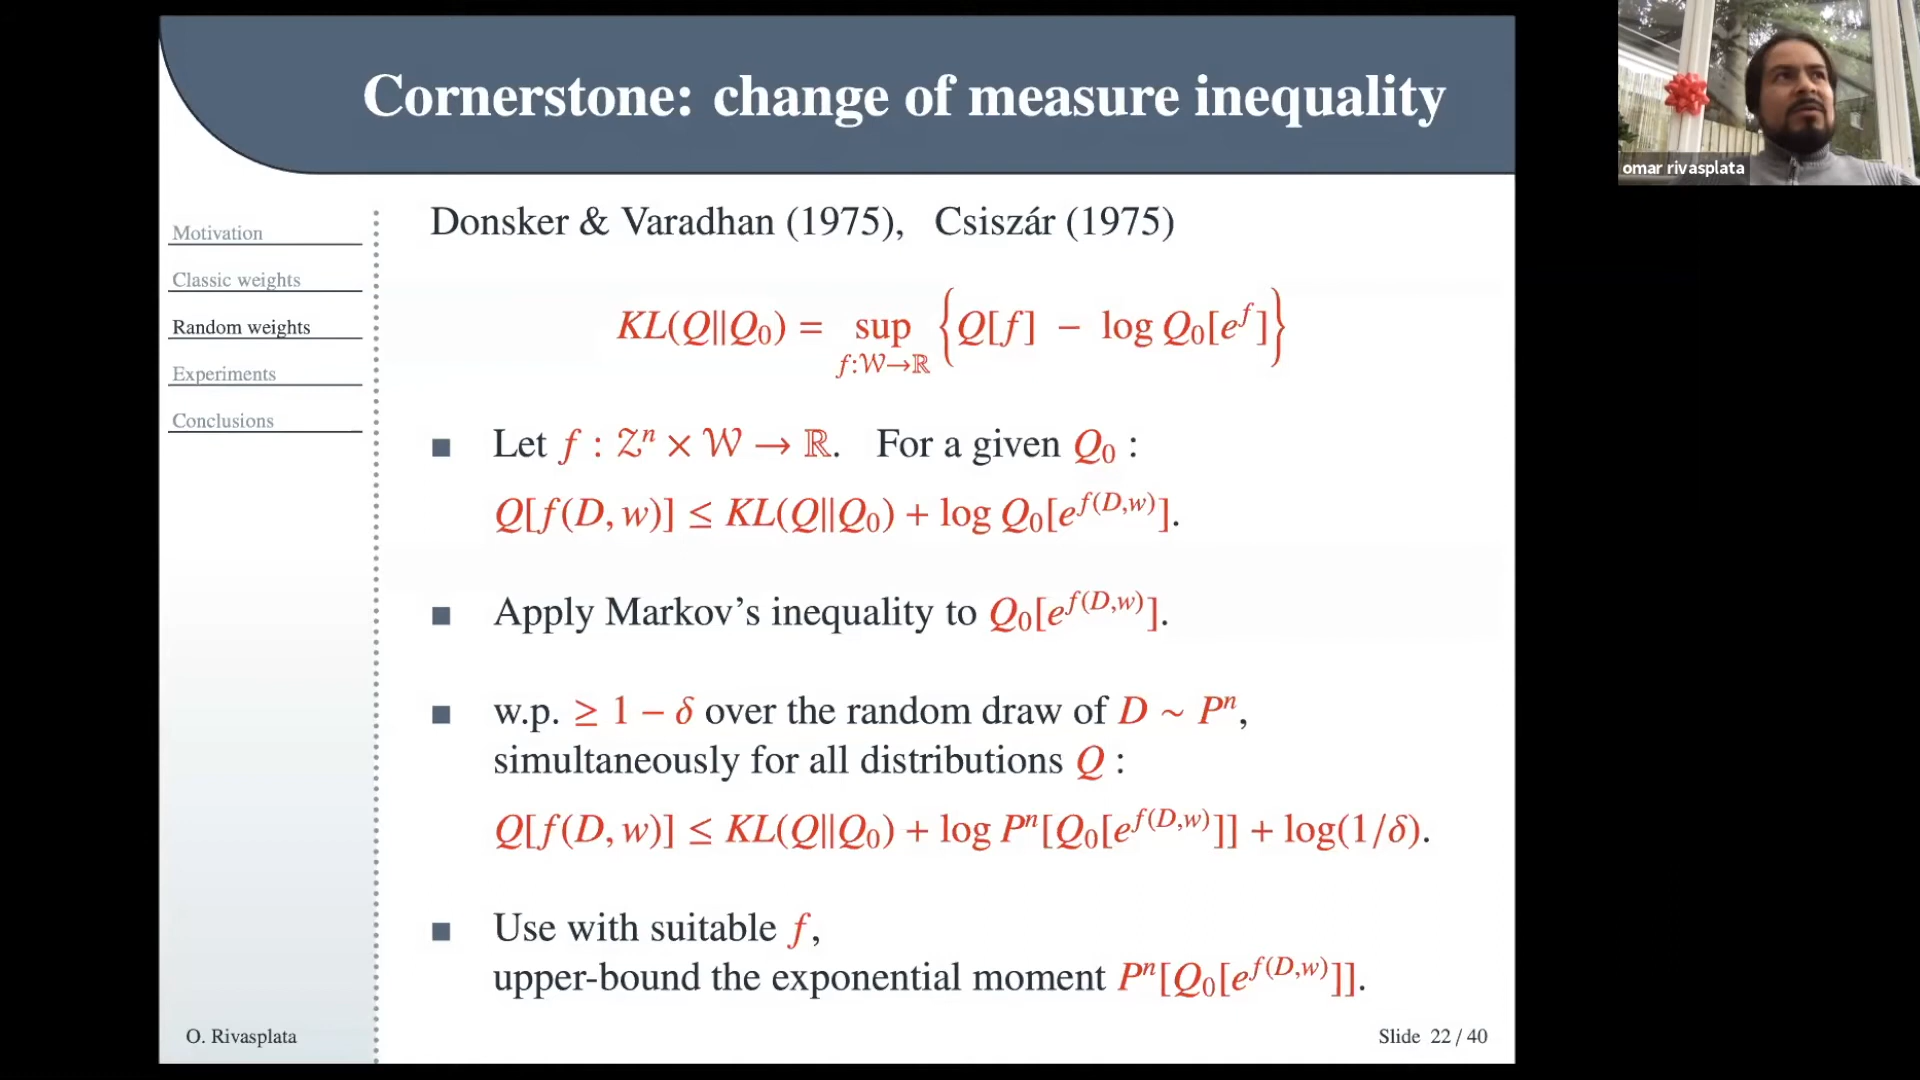 Cornerstone: change of measure inequality
omar rivasplata
Motivation
Classic weights
Random weights
Experiments
Conclusions
Donsker & Varadhan (1975), Csiszár (1975)
KL(Q||Q₀) = sup_{f:𝒲→ℝ} {Q[f] − log Q₀[e^f]}
■ Let f : 𝒵ⁿ × 𝒲 → ℝ. For a given Q₀ :
Q[f(D, w)] ≤ KL(Q||Q₀) + log Q₀[e^{f(D,w)}].
■ Apply Markov’s inequality to Q₀[e^{f(D,w)}].
■ w.p. ≥ 1 − δ over the random draw of D ∼ Pⁿ,
simultaneously for all distributions Q :
Q[f(D, w)] ≤ KL(Q||Q₀) + log Pⁿ[Q₀[e^{f(D,w)}]] + log(1/δ).
■ Use with suitable f,
upper-bound the exponential moment Pⁿ[Q₀[e^{f(D,w)}]].
O. Rivasplata
Slide 22 / 40